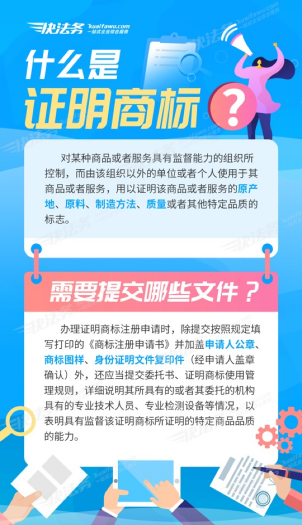 快法务
kuaifawu.com
一站式企业综合服务
什么是
证明商标
?
对某种商品或者服务具有监督能力的组织所
控制，而由该组织以外的单位或者个人使用于其
商品或者服务，用以证明该商品或者服务的原产
地、原料、制造方法、质量或者其他特定品质的
标志。
需要提交哪些文件？
办理证明商标注册申请时，除提交按照规定填
写打印的《商标注册申请书》并加盖申请人公章、
商标图样、身份证明文件复印件（经申请人盖章
确认）外，还应当提交委托书、证明商标使用管
理规则，详细说明其所具有的或者其委托的机构
具有的专业技术人员、专业检测设备等情况，以
表明具有监督该证明商标所证明的特定商品品质
的能力。